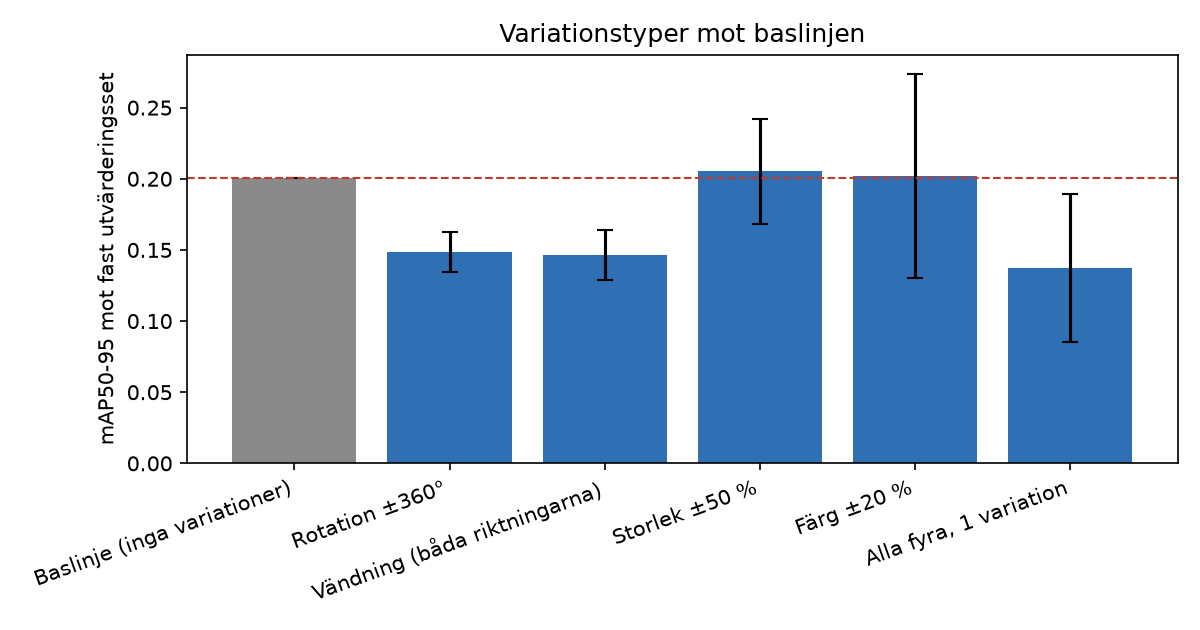 Variationstyper mot baslinjen
mAP50-95 mot fast utvärderingsset
0.25
0.20
0.15
0.10
0.05
0.00
Baslinje (inga variationer)
Rotation ±360°
Vändning (båda riktningarna)
Storlek ±50 %
Färg ±20 %
Alla fyra, 1 variation